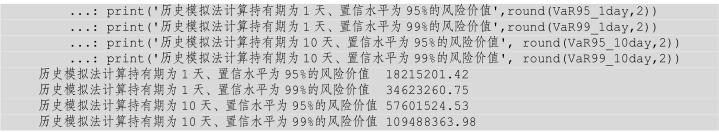 ...: print('历史模拟法计算持有期为 1 天、置信水平为 95%的风险价值',round(VaR95_1day,2))
...: print('历史模拟法计算持有期为 1 天、置信水平为 99%的风险价值',round(VaR99_1day,2))
...: print('历史模拟法计算持有期为 10 天、置信水平为 95%的风险价值', round(VaR95_10day,2))
...: print('历史模拟法计算持有期为 10 天、置信水平为 99%的风险价值', round(VaR99_10day,2))
历史模拟法计算持有期为 1 天、置信水平为 95%的风险价值 18215201.42
历史模拟法计算持有期为 1 天、置信水平为 99%的风险价值 34623260.75
历史模拟法计算持有期为 10 天、置信水平为 95%的风险价值 57601524.53
历史模拟法计算持有期为 10 天、置信水平为 99%的风险价值 109488363.98